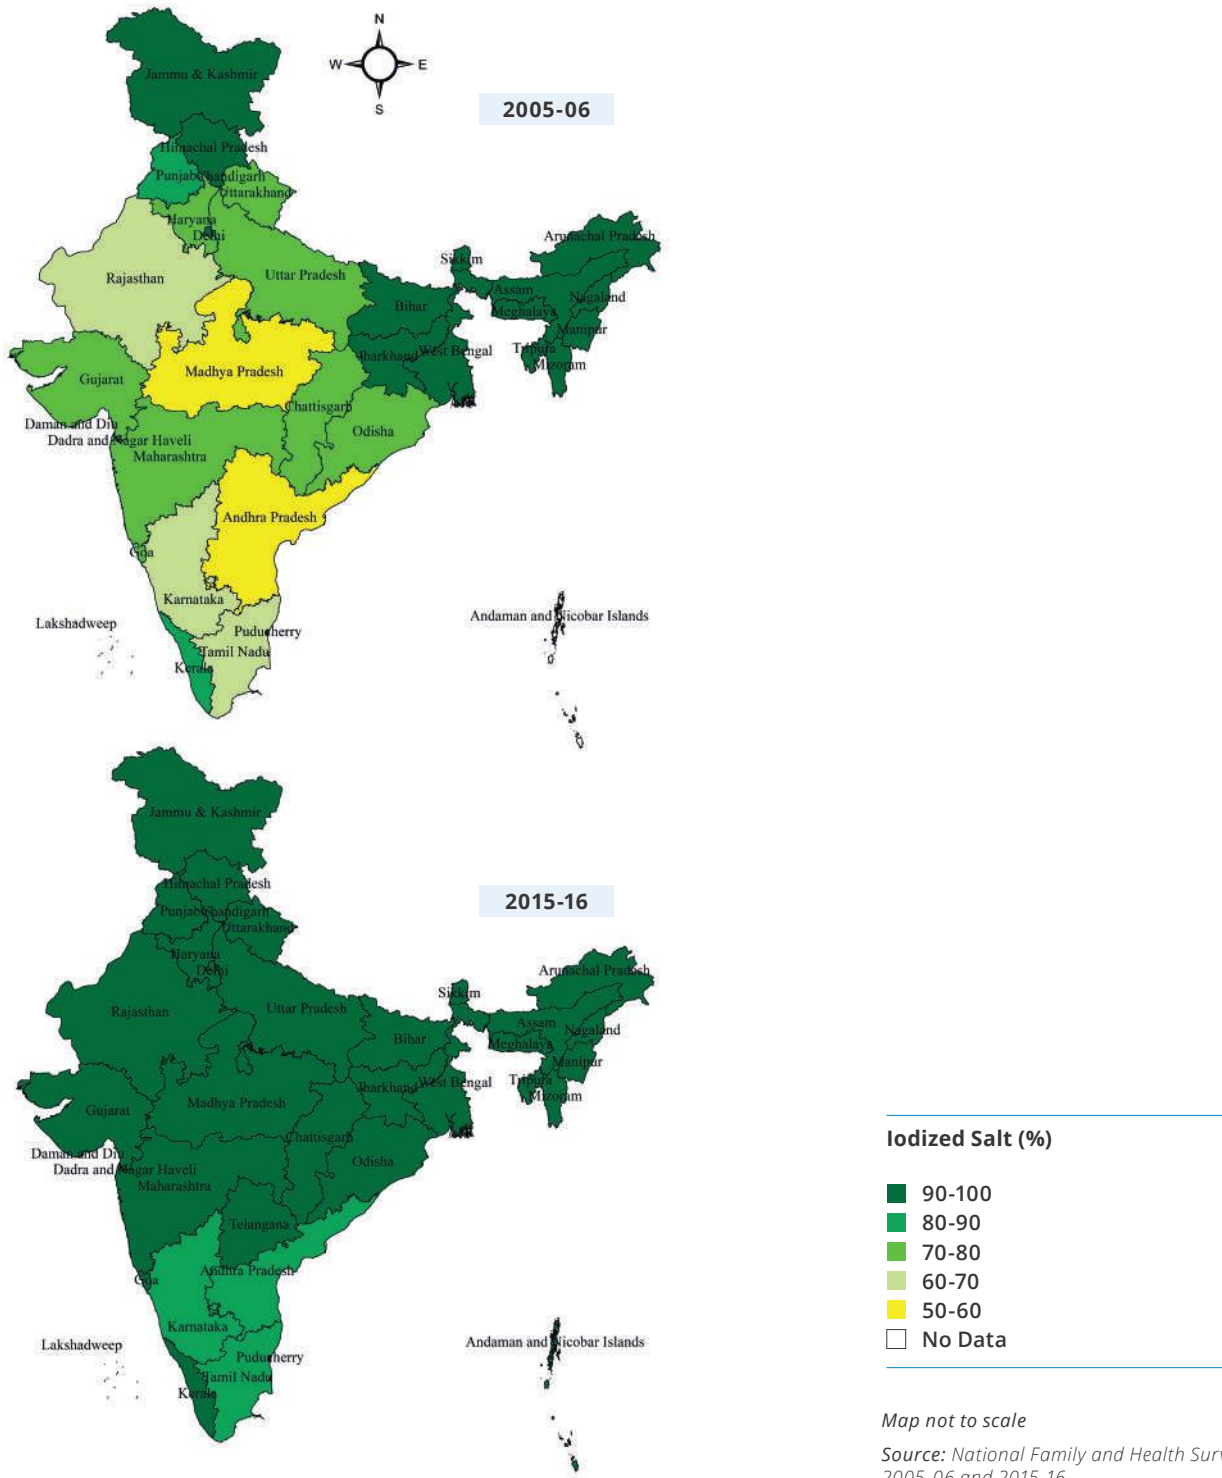 N
W E
S
2005-06
Jammu & Kashmir
Himachal Pradesh
Punjab Chandigarh
Uttarakhand
Haryana
Delhi
Rajasthan
Uttar Pradesh
Sikkim
Arunachal Pradesh
Assam
Nagaland
Meghalaya
Bihar
Manipur
Jharkhand West Bengal
Tripura
Mizoram
Madhya Pradesh
Gujarat
Chattisgarh
Daman and Diu
Odisha
Dadra and Nagar Haveli
Maharashtra
Andhra Pradesh
Goa
Karnataka
Lakshadweep
Puducherry
Tamil Nadu
Kerala
Andaman and Nicobar Islands
2015-16
Jammu & Kashmir
Himachal Pradesh
Punjab Chandigarh
Uttarakhand
Haryana
Delhi
Rajasthan
Uttar Pradesh
Sikkim
Arunachal Pradesh
Assam
Nagaland
Meghalaya
Bihar
Manipur
Jharkhand West Bengal
Tripura
Mizoram
Madhya Pradesh
Gujarat
Chattisgarh
Daman and Diu
Odisha
Dadra and Nagar Haveli
Maharashtra
Telangana
Andhra Pradesh
Goa
Karnataka
Lakshadweep
Puducherry
Tamil Nadu
Kerala
Andaman and Nicobar Islands
Iodized Salt (%)
90-100
80-90
70-80
60-70
50-60
No Data
Map not to scale
Source: National Family and Health Surv
2005-06 and 2015-16